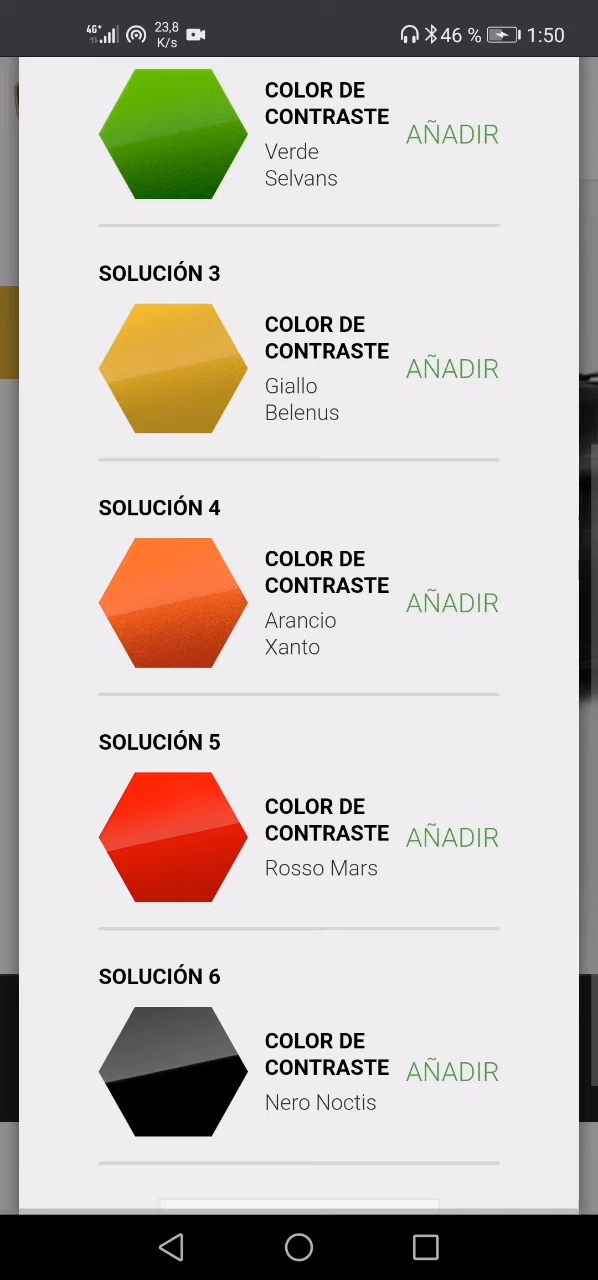 4G+
23,8
K/s
46 %
1:50
COLOR DE
CONTRASTE
Verde
Selvans
AÑADIR
SOLUCIÓN 3
COLOR DE
CONTRASTE
Giallo
Belenus
AÑADIR
SOLUCIÓN 4
COLOR DE
CONTRASTE
Arancio
Xanto
AÑADIR
SOLUCIÓN 5
COLOR DE
CONTRASTE
Rosso Mars
AÑADIR
SOLUCIÓN 6
COLOR DE
CONTRASTE
Nero Noctis
AÑADIR